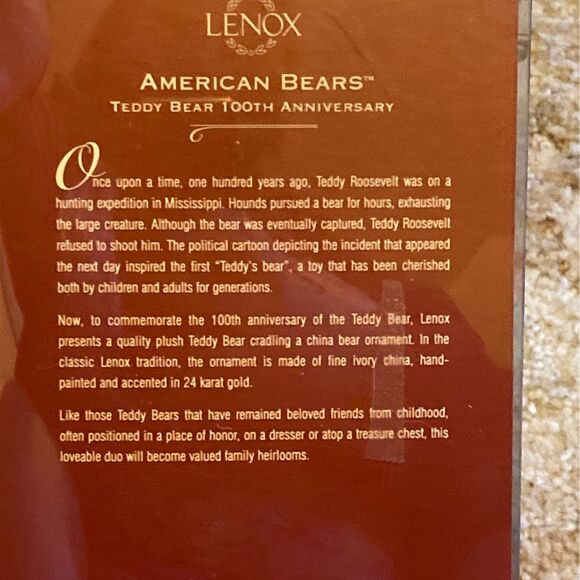 LENOX
AMERICAN BEARS™
TEDDY BEAR 100TH ANNIVERSARY
Once upon a time, one hundred years ago, Teddy Roosevelt was on a
hunting expedition in Mississippi. Hounds pursued a bear for hours, exhausting
the large creature. Although the bear was eventually captured, Teddy Roosevelt
refused to shoot him. The political cartoon depicting the incident that appeared
the next day inspired the first "Teddy's bear", a toy that has been cherished
both by children and adults for generations.
Now, to commemorate the 100th anniversary of the Teddy Bear, Lenox
presents a quality plush Teddy Bear cradling a china bear ornament. In the
classic Lenox tradition, the ornament is made of fine ivory china, hand-
painted and accented in 24 karat gold.
Like those Teddy Bears that have remained beloved friends from childhood,
often positioned in a place of honor, on a dresser or atop a treasure chest, this
loveable duo will become valued family heirlooms.